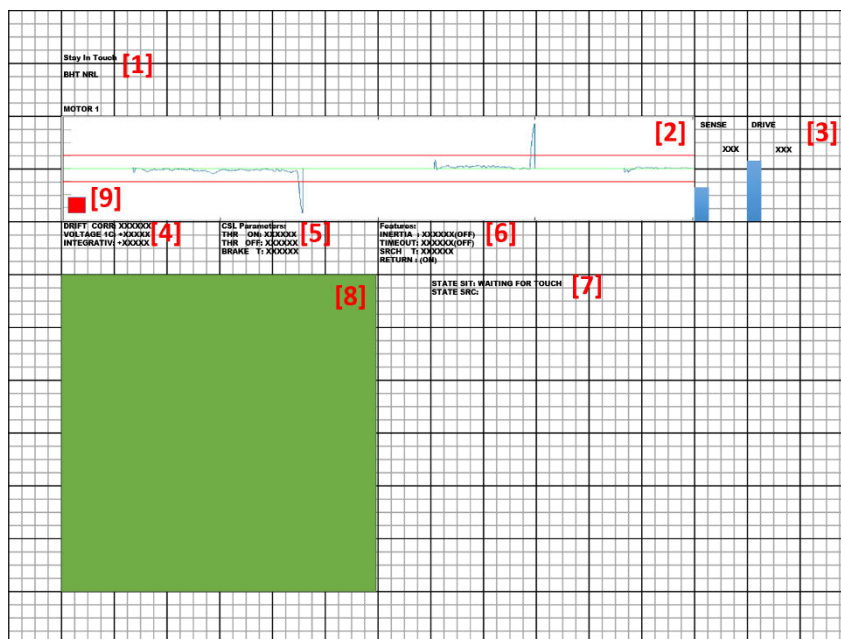 Stay In Touch
[1]
BHT NRL
MOTOR 1
[2]
SENSE DRIVE
[3]
XXX XXX
[9]
DRIFT CORR: XXXXXX
VOLTAGE 1C: +XXXXX
INTEGRATIV: +XXXXX
[4]
CSL Parameters:
THR ON: XXXXXX
THR OFF: XXXXXX
BRAKE T: XXXXXX
[5]
Features:
INERTIA : XXXXXX(OFF)
TIMEOUT: XXXXXX(OFF)
SRCH T: XXXXXX
RETURN : (ON)
[6]
STATE SIT: WAITING FOR TOUCH
STATE SRC:
[7]
[8]